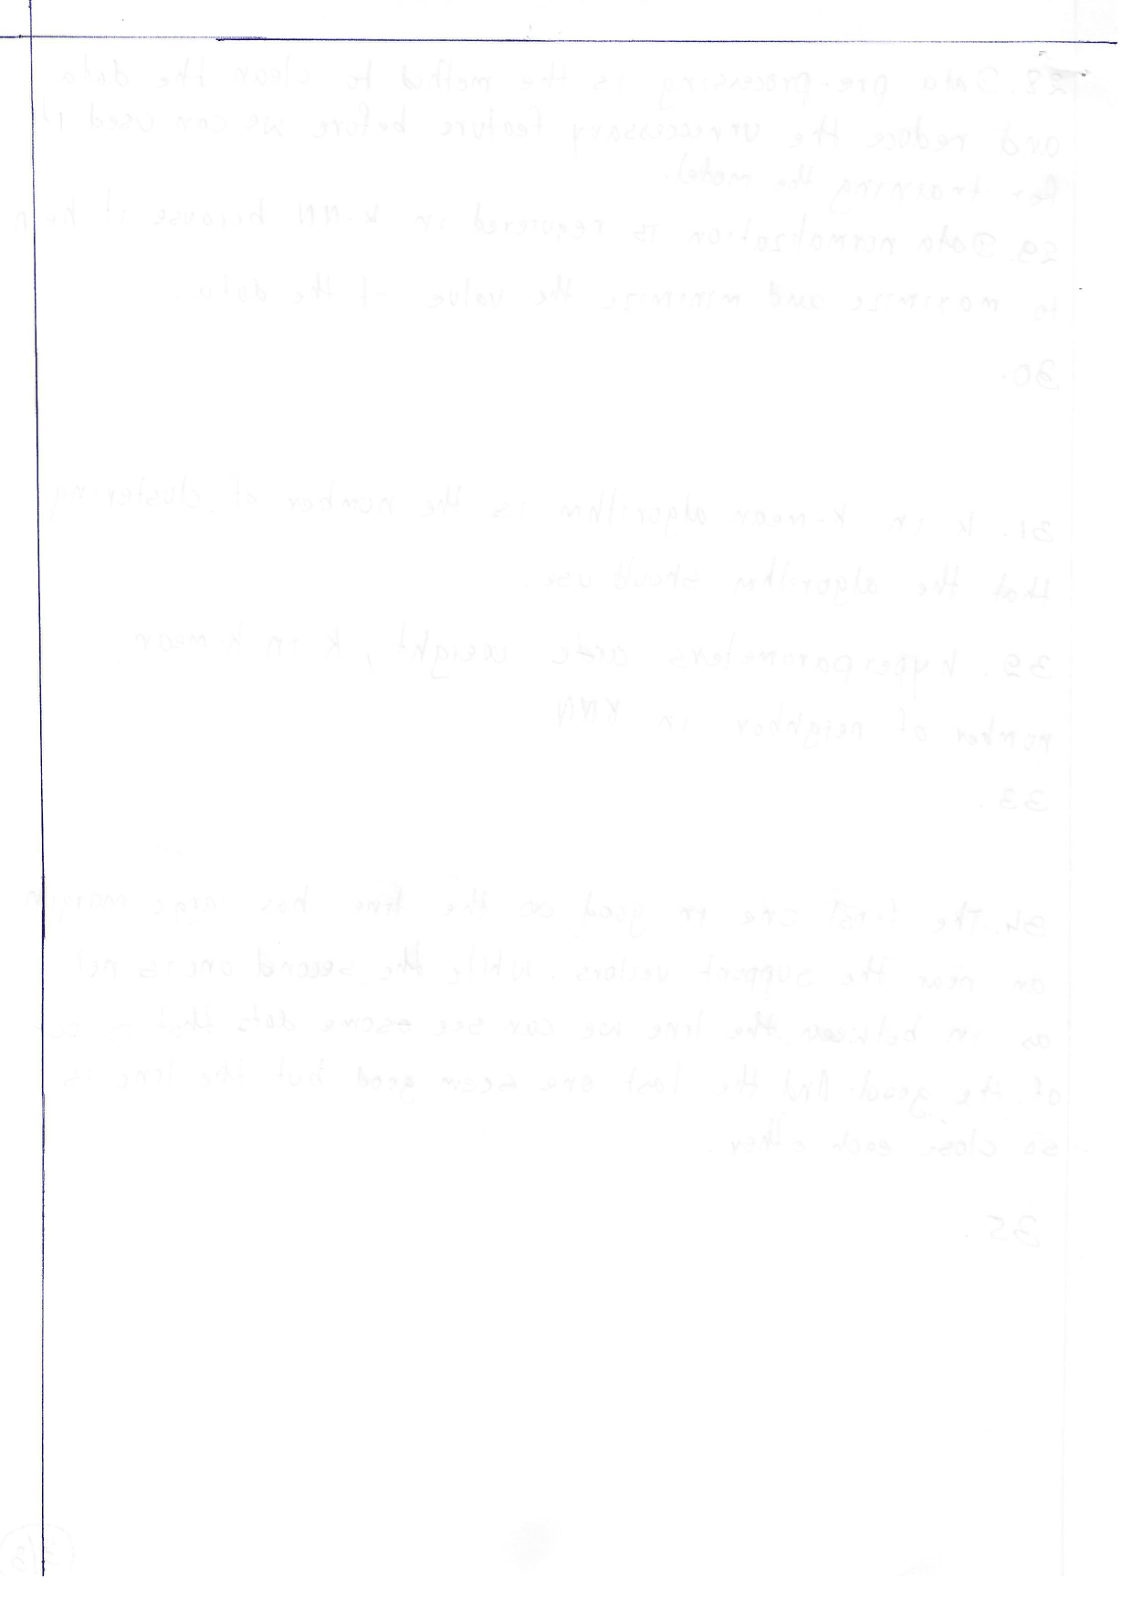 28. Data pre-processing is the method to clean the data
and reduce the unnecessary feature before we can used it
for training the model.
29. Data normalization is required in K-NN because it
to maximize and minimize the value of the data.
30.
31. K in K-mean algorithm is the number of clustering
that the algorithm should use.
32. hyperparameters are weight, K in K-mean
number of neighbor in KNN
33.
34. The first one is good as the line has large margin
on near the support vectors. While the second one is not
as in between the line we can see some dots that
of the good. And the last one seem good but the line is
so close each other.
35.